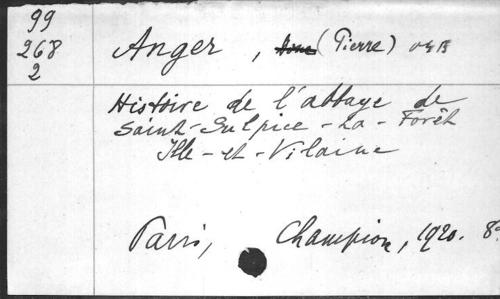 99
268
2
Anger, (Pierre) OSB
Histoire de l'abbaye de
Saint-Sulpice-La-Forêt
Ille-et-Vilaine
Paris, Champion, 1920. 8°